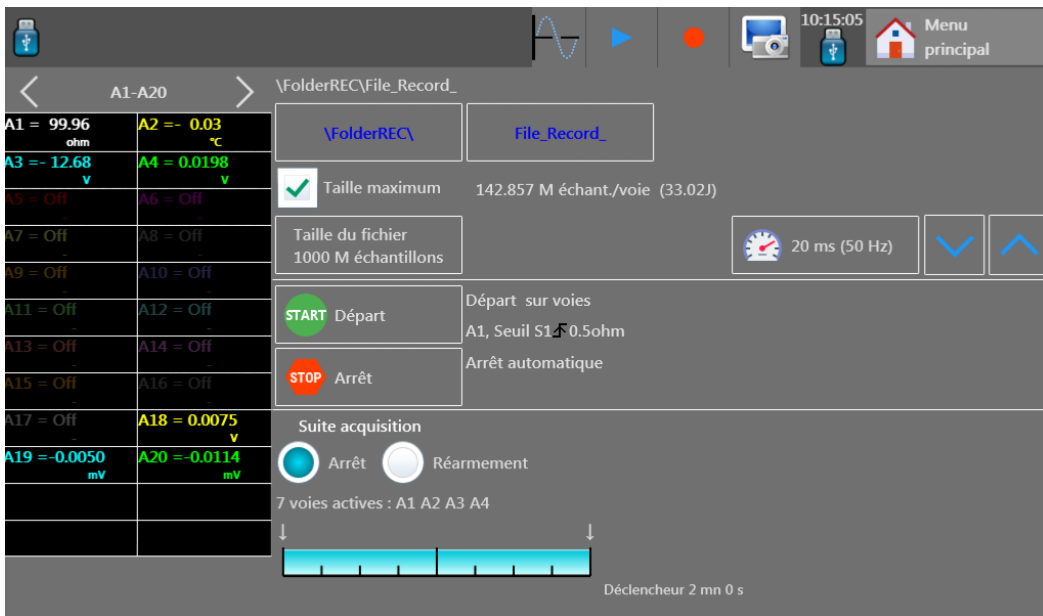 10:15:05
Menu
principal
A1-A20
\FolderREC\File_Record_
A1 = 99.96
ohm
A2 =- 0.03
°C
A3 =- 12.68
V
A4 = 0.0198
V
A5 = Off
-
A6 = Off
-
A7 = Off
-
A8 = Off
-
A9 = Off
-
A10 = Off
-
A11 = Off
-
A12 = Off
-
A13 = Off
-
A14 = Off
-
A15 = Off
-
A16 = Off
-
A17 = Off
-
A18 = 0.0075
V
A19 =-0.0050
mV
A20 =-0.0114
mV
\FolderREC\
File_Record_
Taille maximum
142.857 M échant./voie (33.02J)
Taille du fichier
1000 M échantillons
20 ms (50 Hz)
START Départ
Départ sur voies
A1, Seuil S1 0.5ohm
STOP Arrêt
Arrêt automatique
Suite acquisition
Arrêt
Réarmement
7 voies actives : A1 A2 A3 A4
Déclencheur 2 mn 0 s